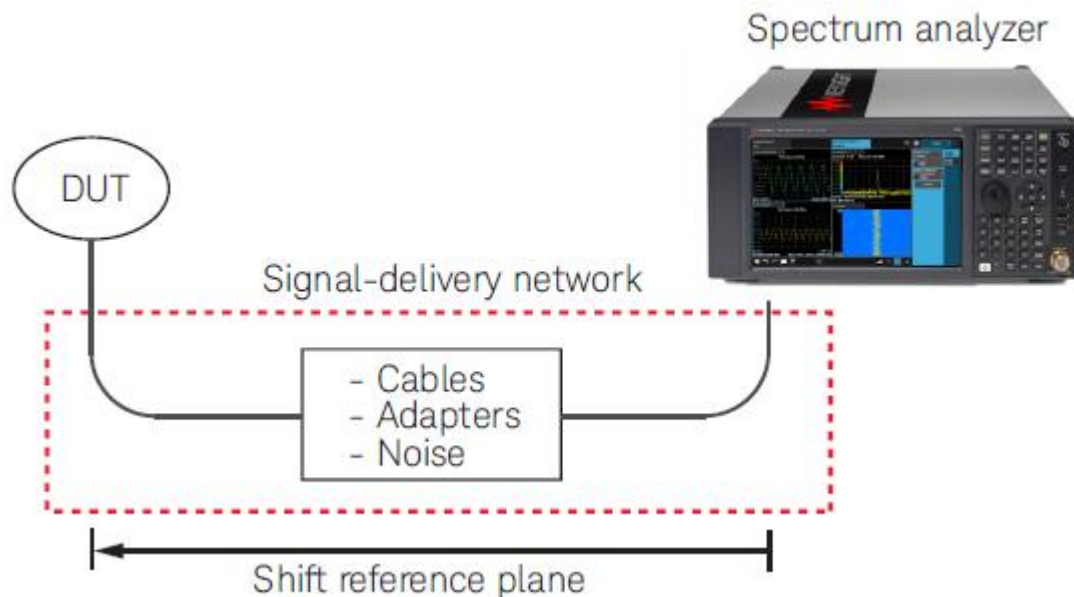 Spectrum analyzer
DUT
Signal-delivery network
- Cables
- Adapters
- Noise
Shift reference plane